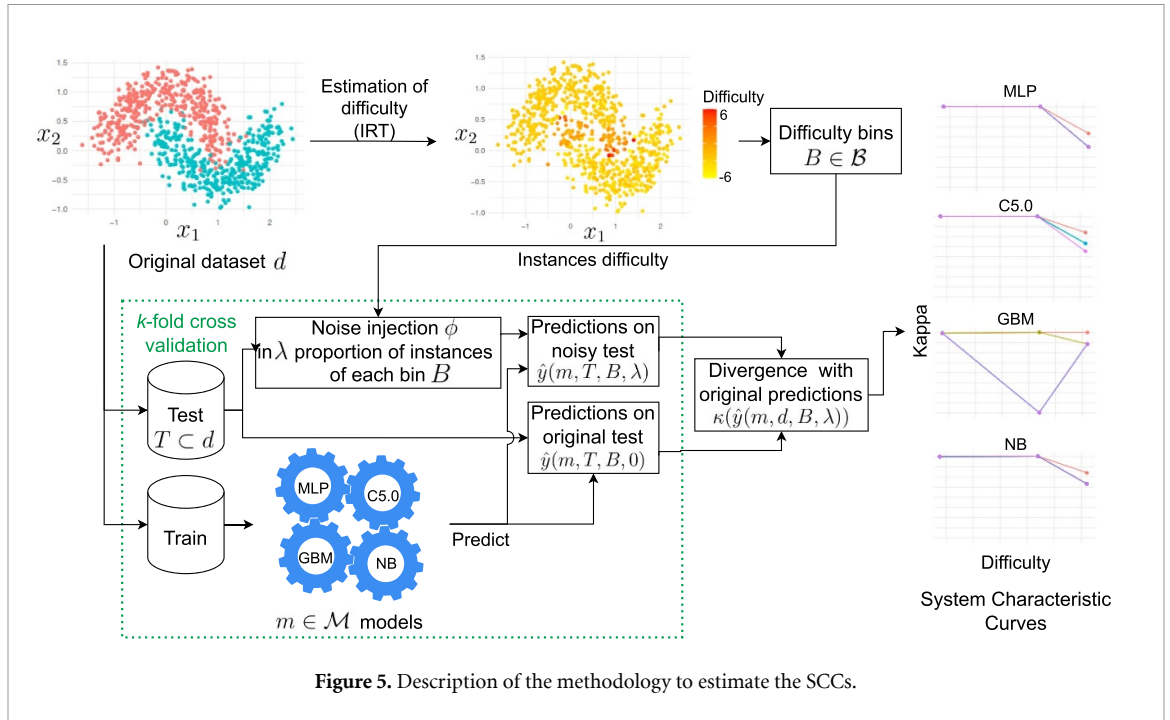 1.5
1.0
0.5
0.0
−0.5
−1.0
−1
0
1
2
x₂
x₁
Original dataset d
Estimation of
difficulty
(IRT)
1.5
1.0
0.5
0.0
−0.5
−1.0
−1
0
1
2
x₂
x₁
Instances difficulty
Difficulty
6
-6
Difficulty bins
B ∈ ℬ
k-fold cross
validation
Noise injection ϕ
in λ proportion of instances
of each bin B
Predictions on
noisy test
ŷ(m, T, B, λ)
Predictions on
original test
ŷ(m, T, B, 0)
Divergence with
original predictions
κ(ŷ(m, d, B, λ))
Test
T ⊂ d
Train
MLP
C5.0
GBM
NB
m ∈ ℳ models
Predict
Kappa
MLP
C5.0
GBM
NB
Difficulty
System Characteristic
Curves
Figure 5. Description of the methodology to estimate the SCCs.